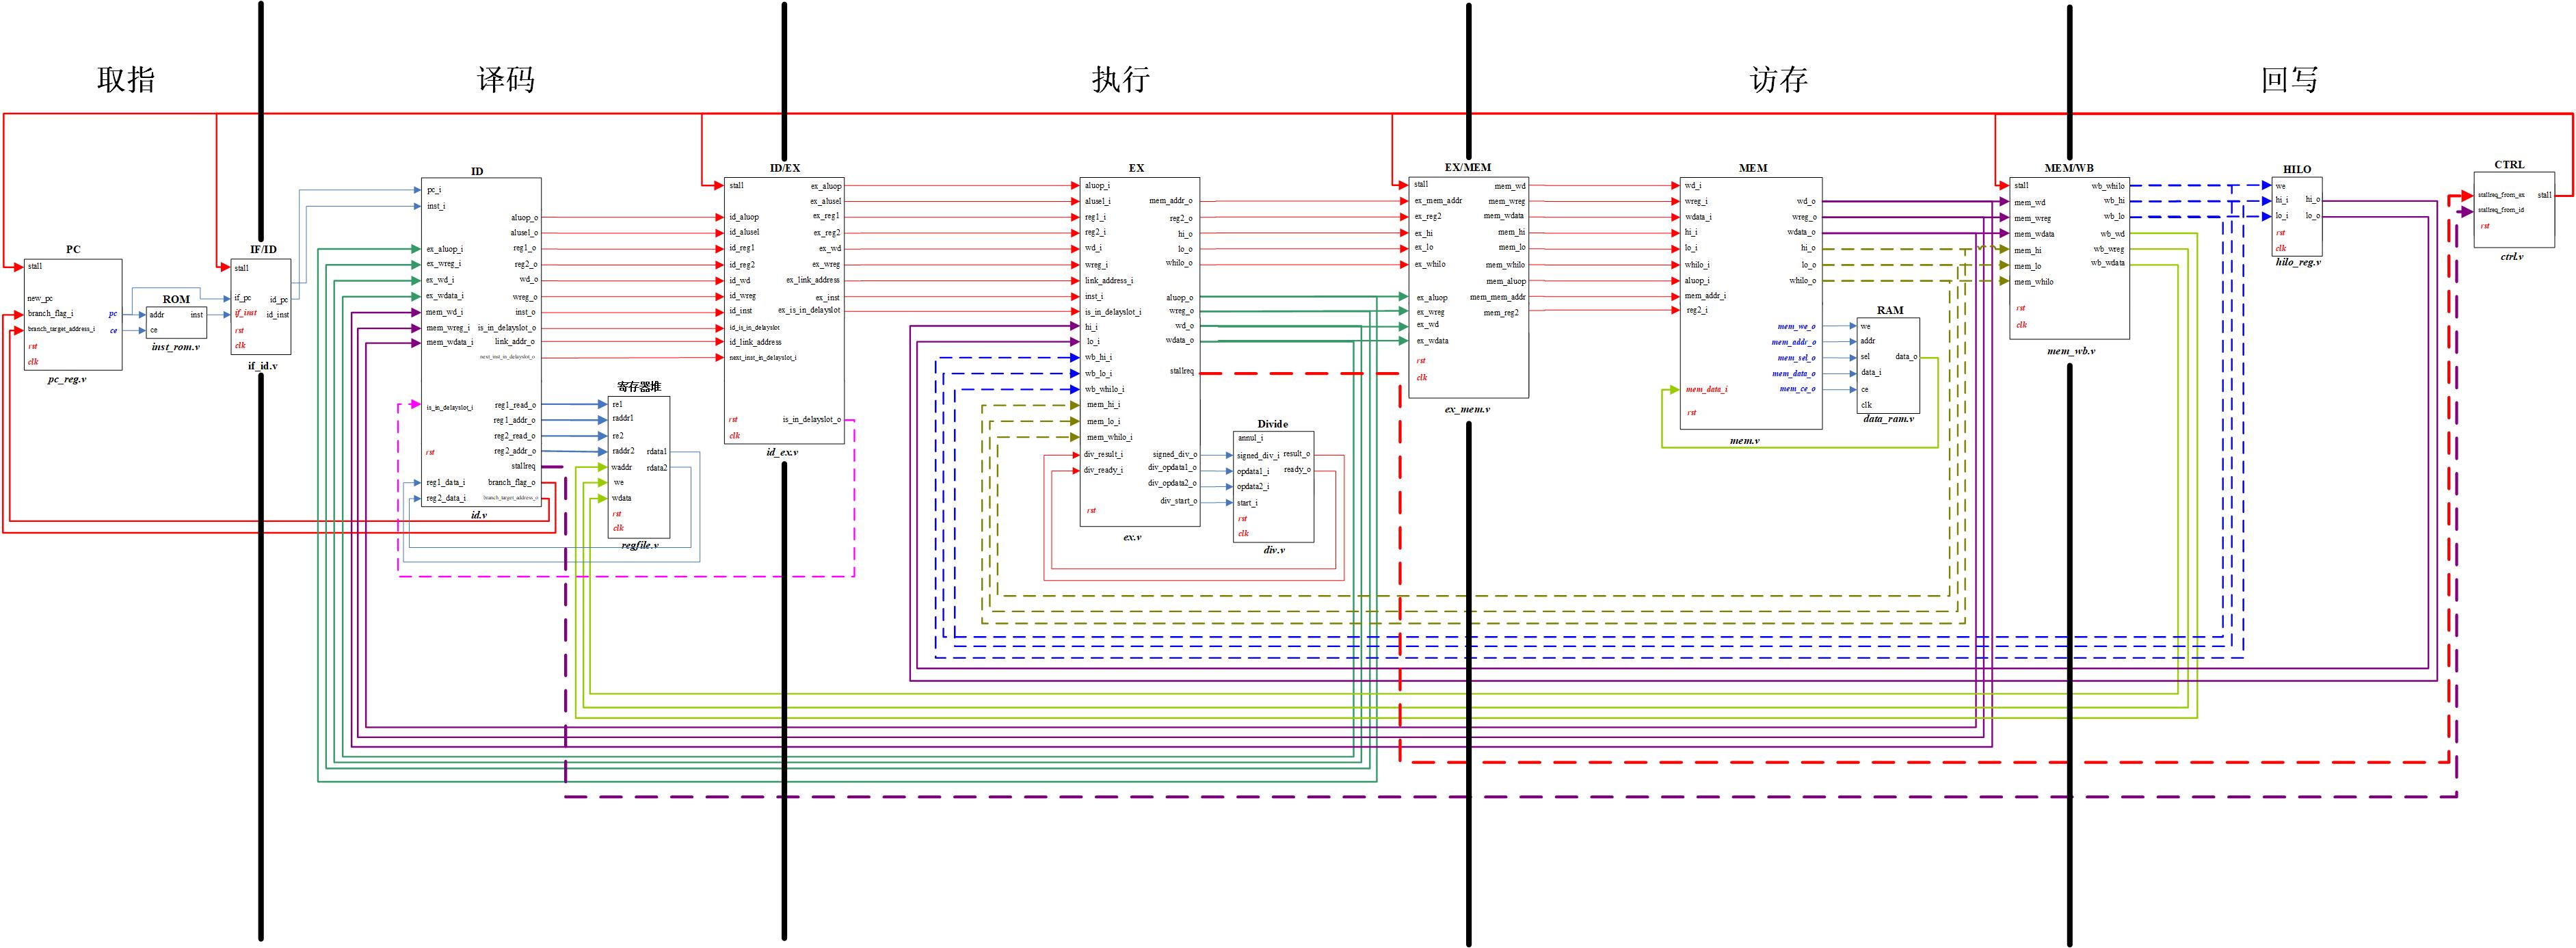 取指
译码
执行
访存
回写
PC
stall
new_pc
branch_flag_i
branch_target_address_i
pc
ce
rst
clk
pc_reg.v
ROM
addr
inst
ce
inst_rom.v
IF/ID
stall
if_pc
id_pc
if_inst
id_inst
rst
clk
if_id.v
ID
pc_i
inst_i
ex_aluop_i
ex_wreg_i
ex_wd_i
ex_wdata_i
mem_wd_i
mem_wreg_i
mem_wdata_i
is_in_delayslot_i
rst
reg1_data_i
reg2_data_i
aluop_o
alusel_o
reg1_o
reg2_o
wd_o
wreg_o
inst_o
is_in_delayslot_o
link_addr_o
next_inst_in_delayslot_o
reg1_read_o
reg1_addr_o
reg2_read_o
reg2_addr_o
stallreq
branch_flag_o
branch_target_address_o
id.v
寄存器堆
re1
raddr1
re2
raddr2
waddr
we
wdata
rst
clk
rdata1
rdata2
regfile.v
ID/EX
stall
id_aluop
id_alusel
id_reg1
id_reg2
id_wd
id_wreg
id_inst
id_is_in_delayslot
id_link_address
next_inst_in_delayslot_i
rst
clk
ex_aluop
ex_alusel
ex_reg1
ex_reg2
ex_wd
ex_wreg
ex_link_address
ex_inst
ex_is_in_delayslot
is_in_delayslot_o
id_ex.v
EX
aluop_i
alusel_i
reg1_i
reg2_i
wd_i
wreg_i
link_address_i
inst_i
is_in_delayslot_i
hi_i
lo_i
wb_hi_i
wb_lo_i
wb_whilo_i
mem_hi_i
mem_lo_i
mem_whilo_i
div_result_i
div_ready_i
rst
mem_addr_o
reg2_o
hi_o
lo_o
whilo_o
aluop_o
wreg_o
wd_o
wdata_o
stallreq
signed_div_o
div_opdata1_o
div_opdata2_o
div_start_o
ex.v
Divide
annul_i
signed_div_i
opdata1_i
opdata2_i
start_i
rst
clk
result_o
ready_o
div.v
EX/MEM
stall
ex_mem_addr
ex_reg2
ex_hi
ex_lo
ex_whilo
ex_aluop
ex_wreg
ex_wd
ex_wdata
rst
clk
mem_wd
mem_wreg
mem_wdata
mem_hi
mem_lo
mem_whilo
mem_aluop
mem_mem_addr
mem_reg2
ex_mem.v
MEM
wd_i
wreg_i
wdata_i
hi_i
lo_i
whilo_i
aluop_i
mem_addr_i
reg2_i
mem_data_i
rst
wd_o
wreg_o
wdata_o
hi_o
lo_o
whilo_o
mem_we_o
mem_addr_o
mem_sel_o
mem_data_o
mem_ce_o
mem.v
RAM
we
addr
sel
data_i
ce
clk
data_o
data_ram.v
MEM/WB
stall
mem_wd
mem_wreg
mem_wdata
mem_hi
mem_lo
mem_whilo
rst
clk
wb_whilo
wb_hi
wb_lo
wb_wd
wb_wreg
wb_wdata
mem_wb.v
HILO
we
hi_i
lo_i
rst
clk
hi_o
lo_o
hilo_reg.v
CTRL
stallreq_from_ex
stallreq_from_id
rst
stall
ctrl.v